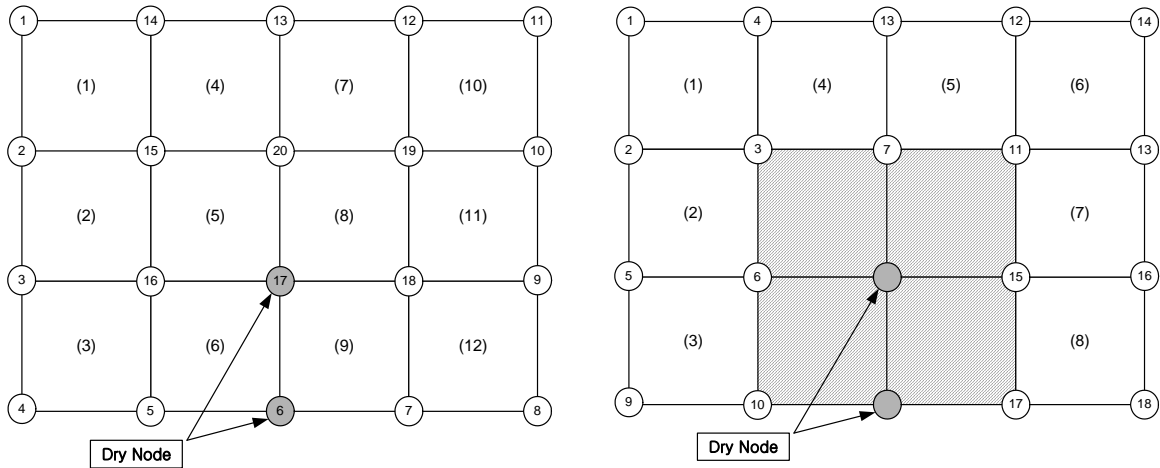 1 14 13 12 11
(1) (4) (7) (10)
2 15 20 19 10
(2) (5) (8) (11)
3 16 17 18 9
(3) (6) (9) (12)
4 5 6 7 8
Dry Node
1 4 13 12 14
(1) (4) (5) (6)
2 3 7 11 13
(2) (7)
5 6 15 16
(3) (8)
9 10 17 18
Dry Node